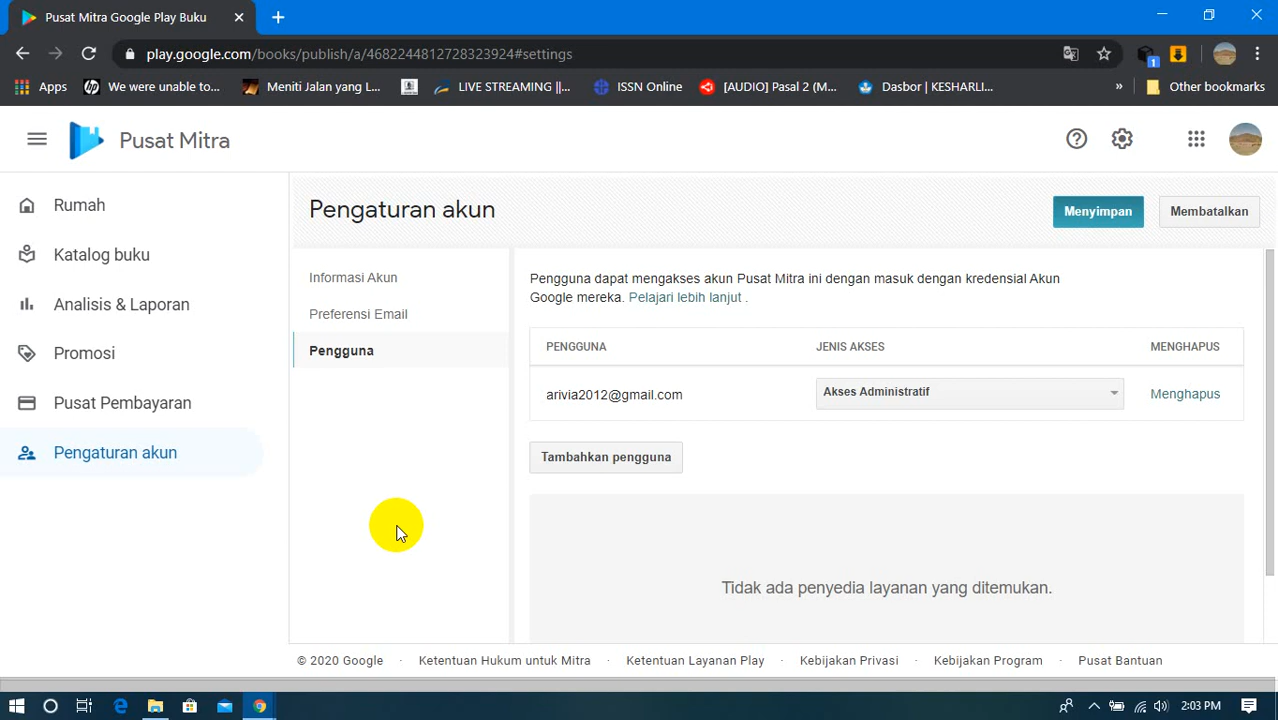 Pusat Mitra Google Play Buku
play.google.com/books/publish/a/4682244812728323924#settings
1
Apps
We were unable to...
Meniti Jalan yang L...
LIVE STREAMING ||...
ISSN Online
[AUDIO] Pasal 2 (M...
Dasbor | KESHARLI...
»
Other bookmarks
Pusat Mitra
Rumah
Katalog buku
Analisis & Laporan
Promosi
Pusat Pembayaran
Pengaturan akun
Pengaturan akun
Menyimpan
Membatalkan
Informasi Akun
Preferensi Email
Pengguna
Pengguna dapat mengakses akun Pusat Mitra ini dengan masuk dengan kredensial Akun
Google mereka. Pelajari lebih lanjut .
PENGGUNA JENIS AKSES MENGHAPUS
arivia2012@gmail.com Akses Administratif Menghapus
Tambahkan pengguna
Tidak ada penyedia layanan yang ditemukan.
© 2020 Google · Ketentuan Hukum untuk Mitra · Ketentuan Layanan Play · Kebijakan Privasi · Kebijakan Program · Pusat Bantuan
2:03 PM